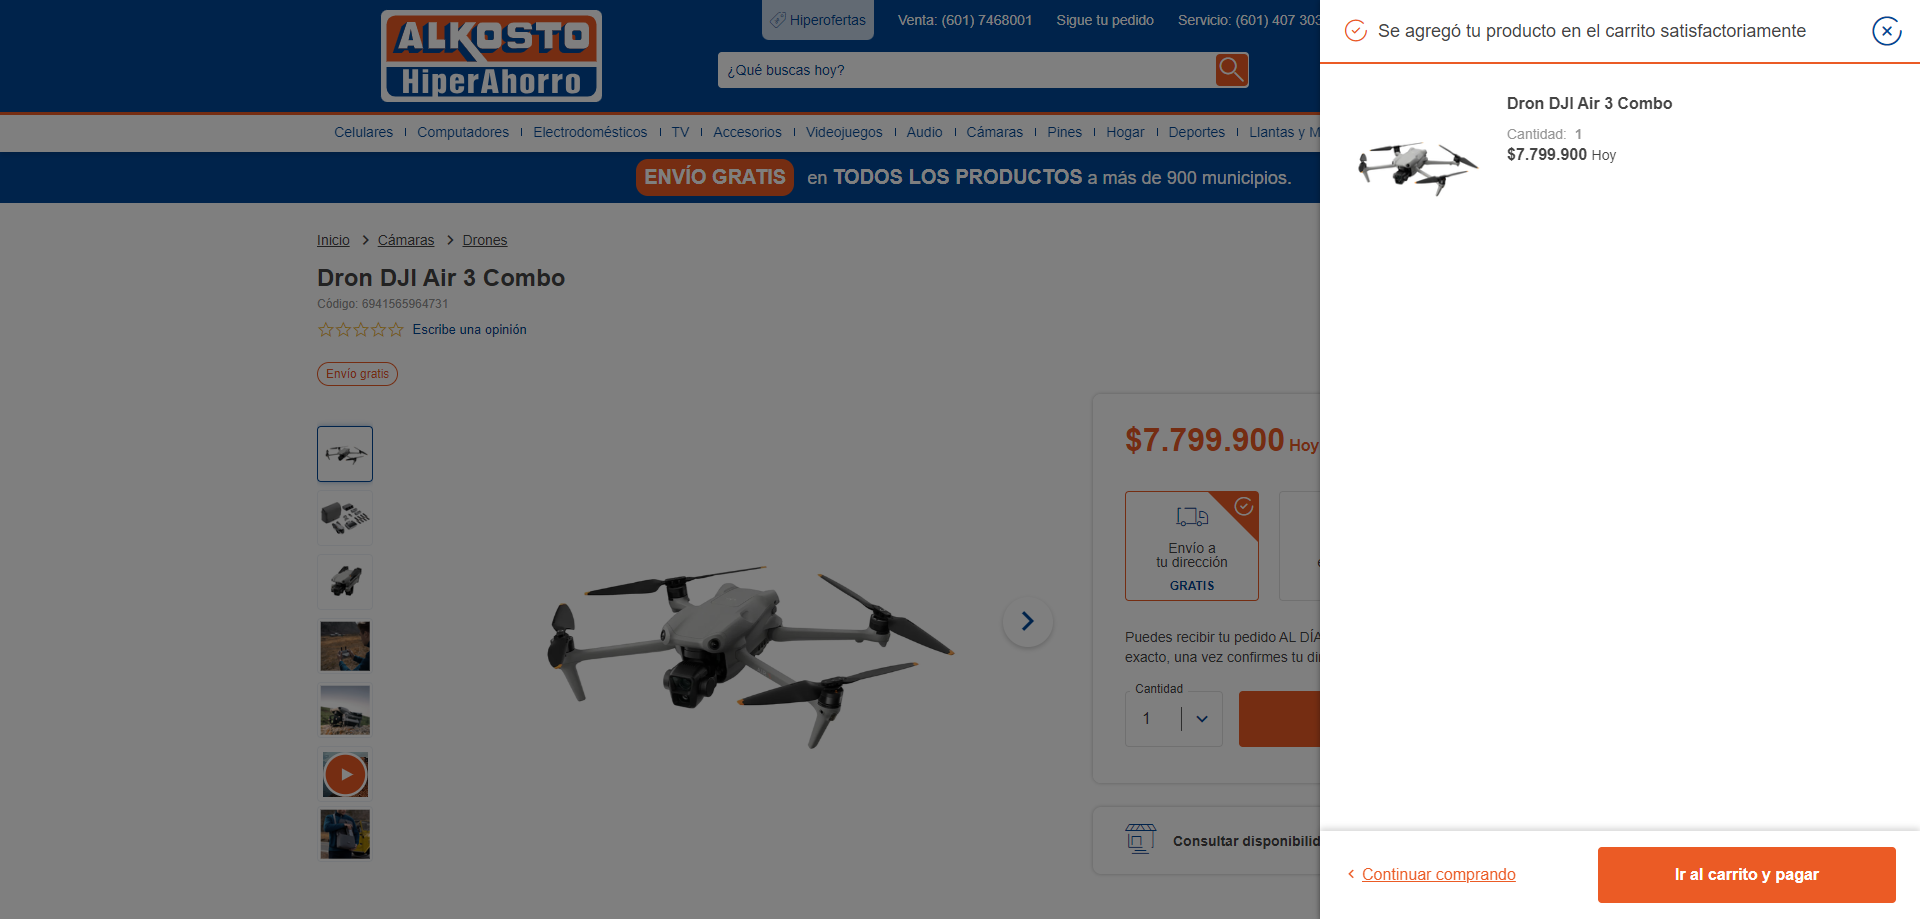 ALKOSTO
HiperAhorro
Hiperofertas
Venta: (601) 7468001
Sigue tu pedido
Servicio: (601) 407 303
¿Qué buscas hoy?
Celulares
Computadores
Electrodomésticos
TV
Accesorios
Videojuegos
Audio
Cámaras
Pines
Hogar
Deportes
Llantas y M
ENVÍO GRATIS en TODOS LOS PRODUCTOS a más de 900 municipios.
Inicio > Cámaras > Drones
Dron DJI Air 3 Combo
Código: 6941565964731
Escribe una opinión
Envío gratis
$7.799.900 Hoy
Envío a
tu dirección
GRATIS
Puedes recibir tu pedido AL DÍA
exacto, una vez confirmes tu di
Cantidad
1
Consultar disponibilid
Se agregó tu producto en el carrito satisfactoriamente
Dron DJI Air 3 Combo
Cantidad: 1
$7.799.900 Hoy
Continuar comprando
Ir al carrito y pagar